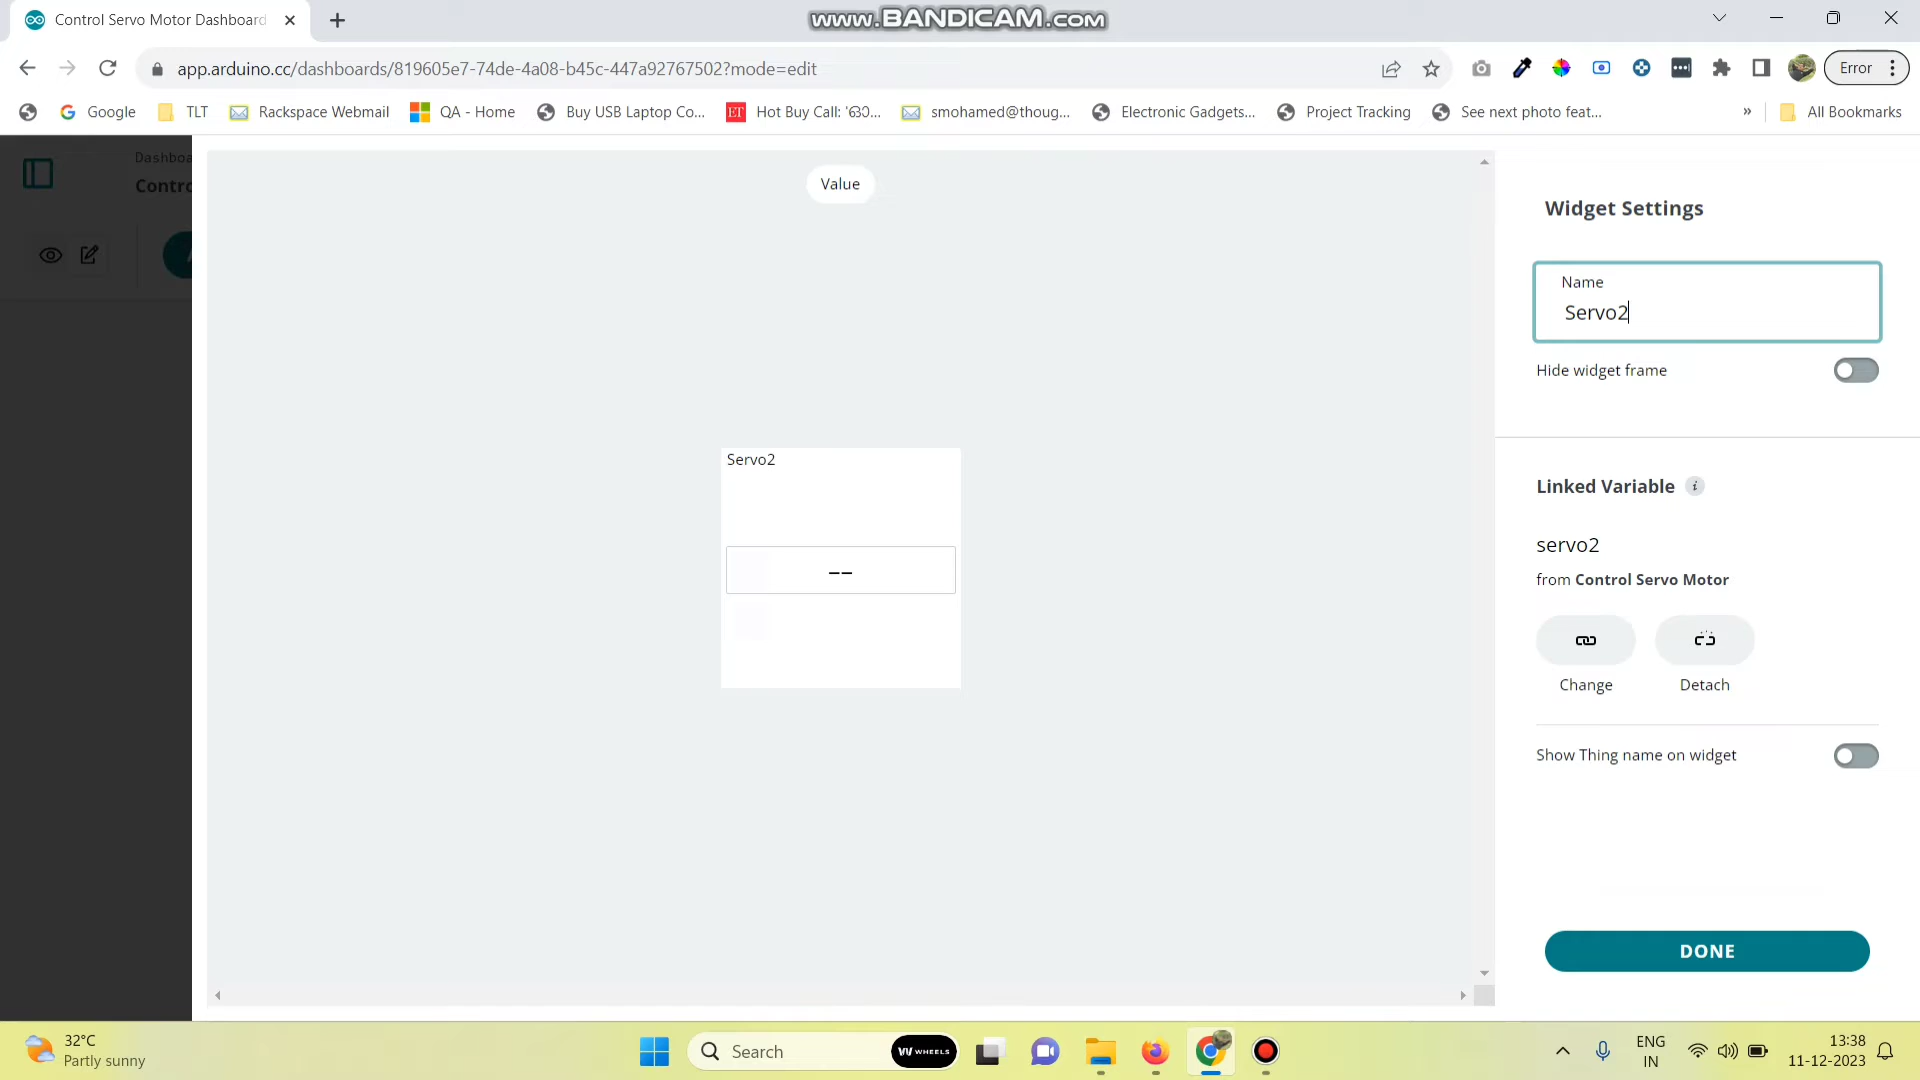 Control Servo Motor Dashboard
www.BANDICAM.com
app.arduino.cc/dashboards/819605e7-74de-4a08-b45c-447a92767502?mode=edit
Error
Google
TLT
Rackspace Webmail
QA - Home
Buy USB Laptop Co...
ET
Hot Buy Call: 'ഓഠ...
smohamed@thoug...
Electronic Gadgets...
Project Tracking
See next photo feat...
»
All Bookmarks
Dashboa
Contro
Value
Widget Settings
Name
Servo2
Hide widget frame
Servo2
--
Linked Variable i
servo2
from Control Servo Motor
Change
Detach
Show Thing name on widget
DONE
32°C
Partly sunny
Search
WHEELS
ENG
IN
13:38
11-12-2023